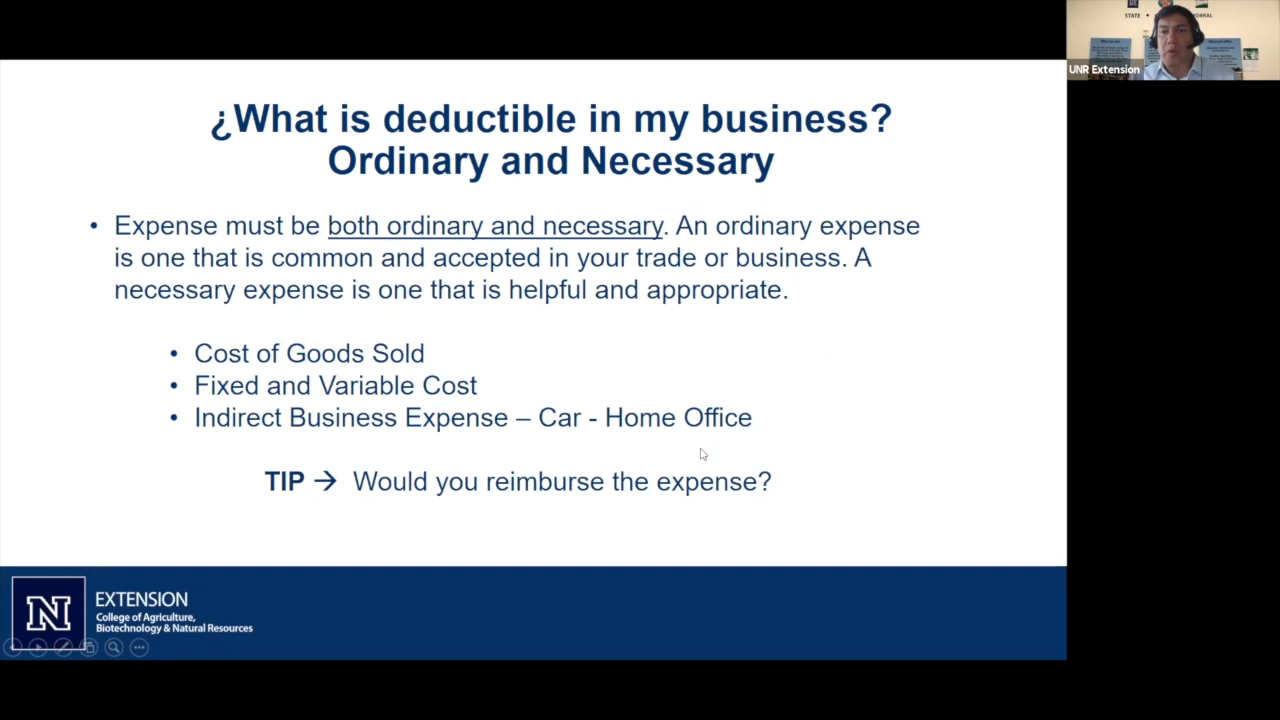 STATE
UNR Extension
¿What is deductible in my business?
Ordinary and Necessary
• Expense must be both ordinary and necessary. An ordinary expense
is one that is common and accepted in your trade or business. A
necessary expense is one that is helpful and appropriate.
• Cost of Goods Sold
• Fixed and Variable Cost
• Indirect Business Expense – Car - Home Office
TIP → Would you reimburse the expense?
N
EXTENSION
College of Agriculture,
Biotechnology & Natural Resources